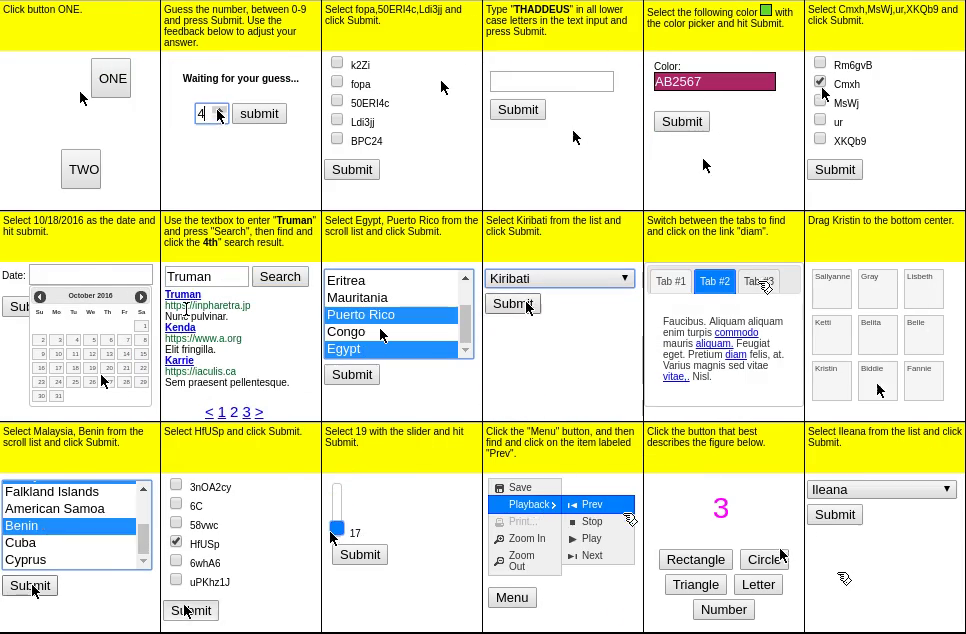 Click button ONE.
ONE
TWO
Guess the number, between 0-9
and press Submit. Use the
feedback below to adjust your
answer.
Waiting for your guess...
4
submit
Select fopa,50ERI4c,Ldi3jj and
click Submit.
k2Zi
fopa
50ERI4c
Ldi3jj
BPC24
Submit
Type "THADDEUS" in all lower
case letters in the text input and
press Submit.
Submit
Select the following color with
the color picker and hit Submit.
Color:
AB2567
Submit
Select Cmxh,MsWj,ur,XKQb9 and
click Submit.
Rm6gvB
Cmxh
MsWj
ur
XKQb9
Submit
Select 10/18/2016 as the date and
hit submit.
Date:
Sub
October 2016
Su Mo Tu We Th Fr Sa
1
2 3 4 5 6 7 8
9 10 11 12 13 14 15
16 17 18 19 20 21 22
23 24 25 26 27 28 29
30 31
Use the textbox to enter "Truman"
and press "Search", then find and
click the 4th" search result.
Truman
Search
Truman
https://inpharetra.jp
Nunc pulvinar.
Kenda
https://www.a.org
Elit fringilla.
Karrie
https://iaculis.ca
Sem praesent pellentesque.
< 1 2 3 >
Select Egypt, Puerto Rico from the
scroll list and click Submit.
Eritrea
Mauritania
Puerto Rico
Congo
Egypt
Submit
Select Kiribati from the list and
click Submit.
Kiribati
Submit
Switch between the tabs to find
and click on the link "diam".
Tab #1
Tab #2
Tab #3
Faucibus. Aliquam aliquam
enim turpis commodo
mauris aliquam. Feugiat
eget. Pretium diam felis, at.
Varius magnis sed vitae
vitae,. Nisl.
Drag Kristin to the bottom center.
Sallyanne Gray Lisbeth
Ketti Belita Belle
Kristin Biddie Fannie
Select Malaysia, Benin from the
scroll list and click Submit.
Falkland Islands
American Samoa
Benin
Cuba
Cyprus
Submit
Select HfUSp and click Submit.
3nOA2cy
6C
58vwc
HfUSp
6whA6
uPKhz1J
Submit
Select 19 with the slider and hit
Submit.
17
Submit
Click the "Menu" button, and then
find and click on the item labeled
"Prev".
Save
Playback
Print...
Zoom In
Zoom
Out
Prev
Stop
Play
Next
Menu
Click the button that best
describes the figure below.
3
Rectangle
Circle
Triangle
Letter
Number
Select Ileana from the list and click
Submit.
Ileana
Submit